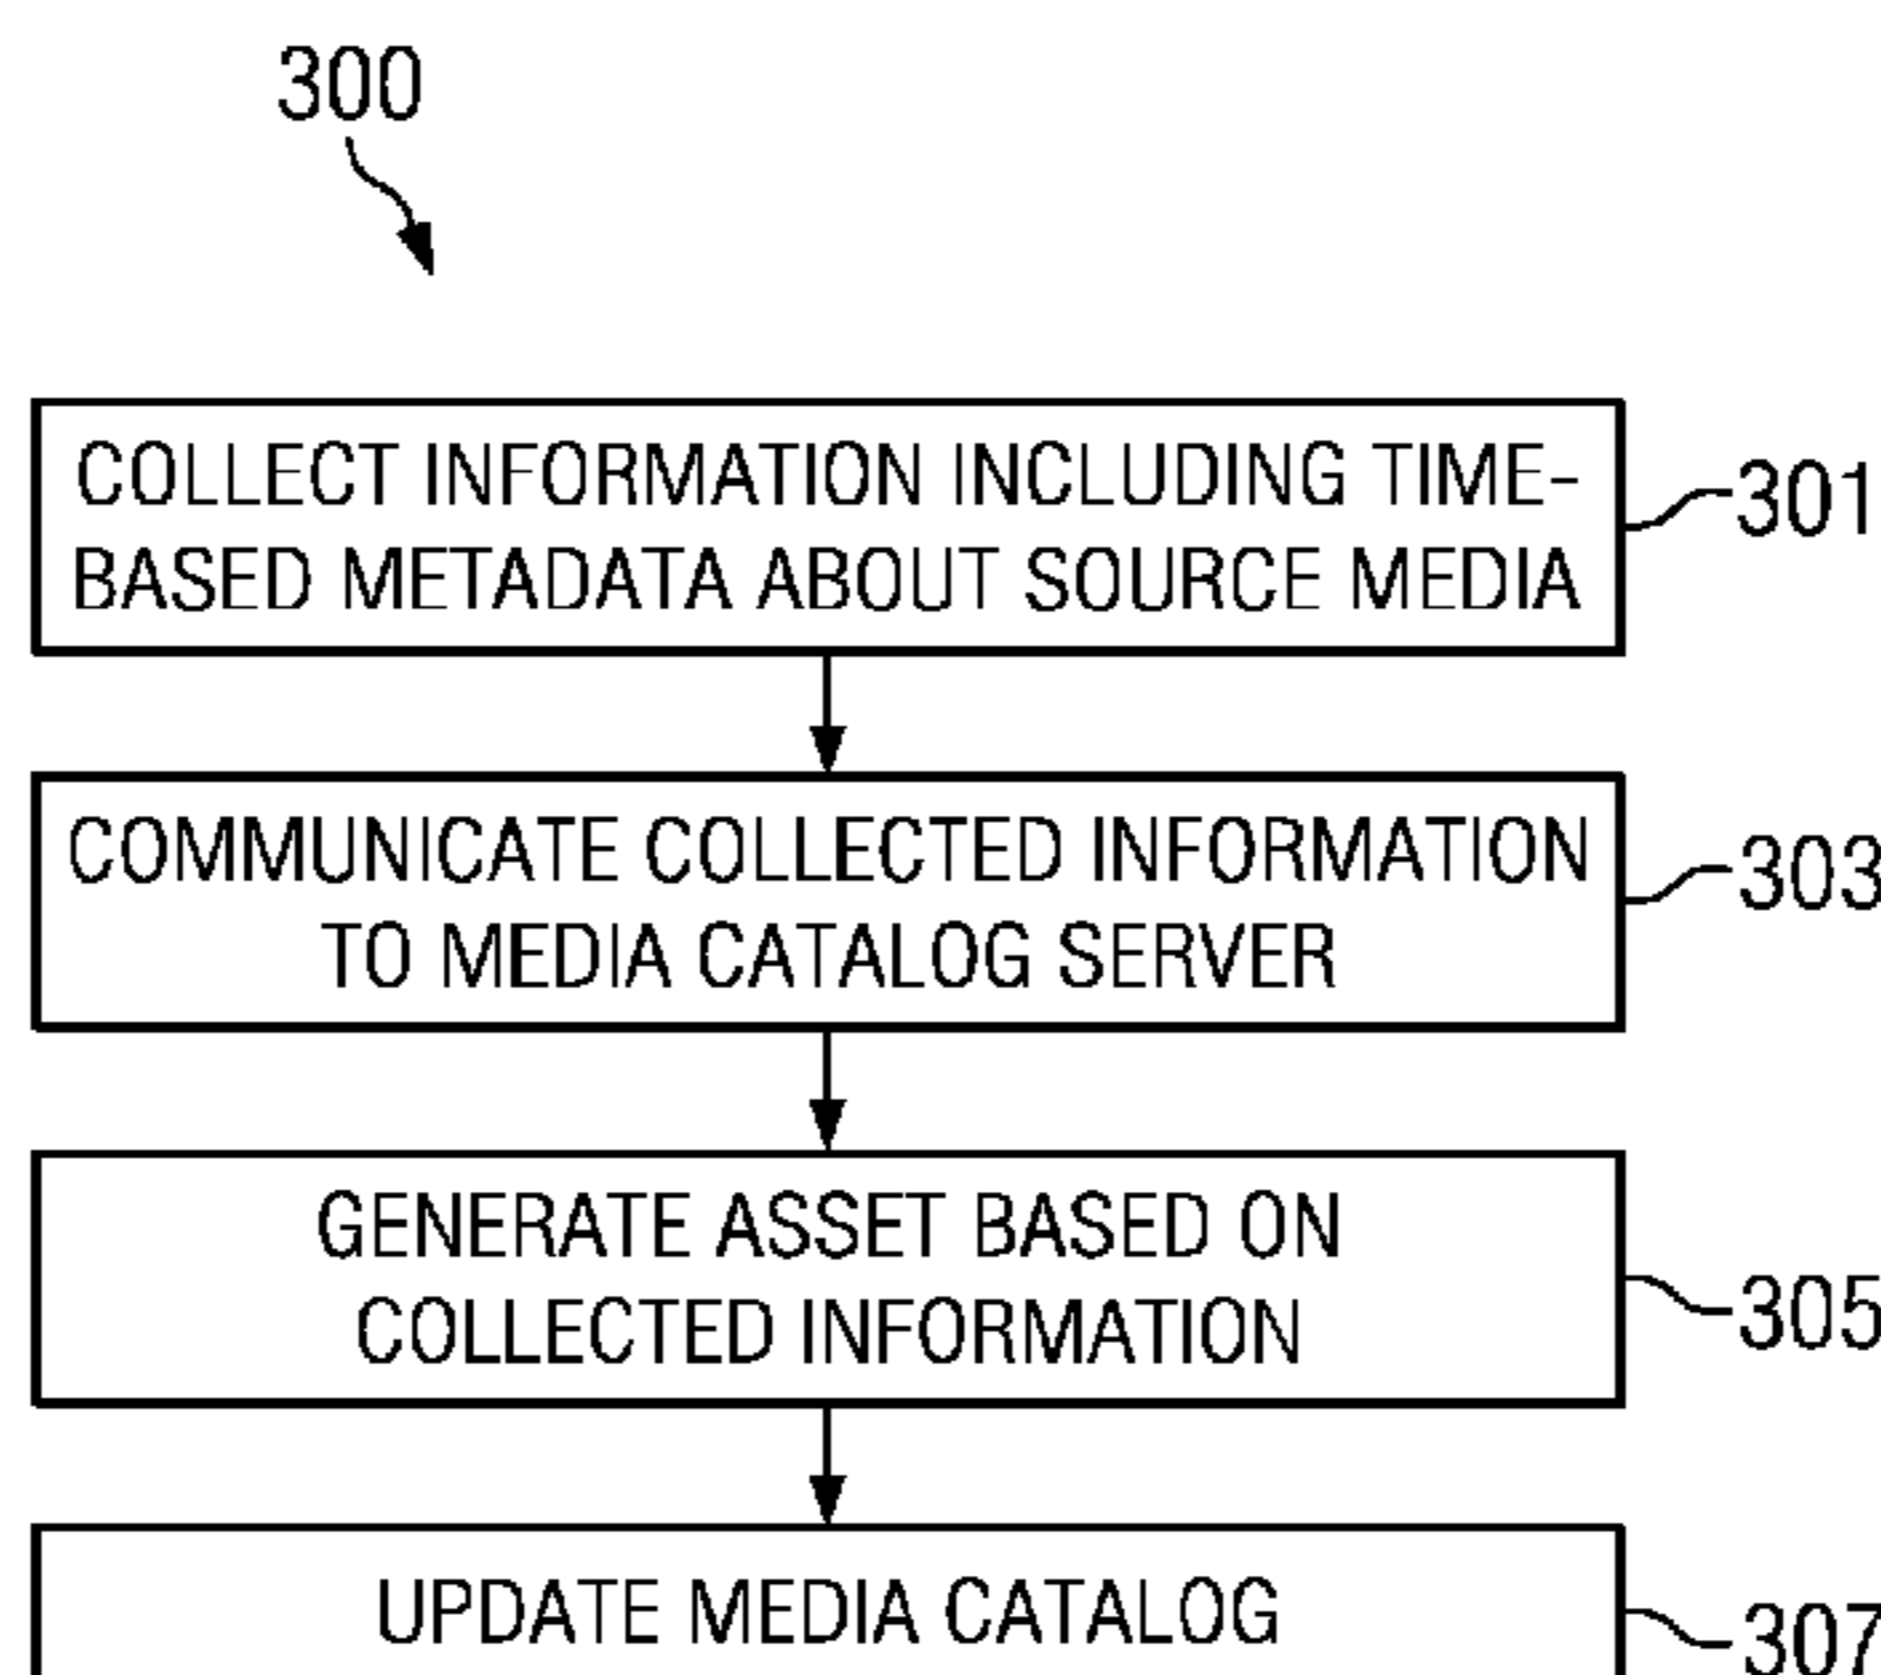 300
COLLECT INFORMATION INCLUDING TIME-
BASED METADATA ABOUT SOURCE MEDIA
301
COMMUNICATE COLLECTED INFORMATION
TO MEDIA CATALOG SERVER
303
GENERATE ASSET BASED ON
COLLECTED INFORMATION
305
UPDATE MEDIA CATALOG
307